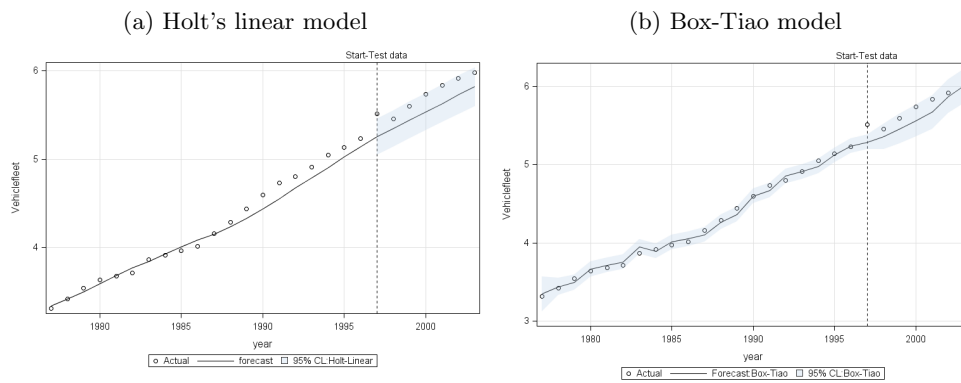 (a) Holt's linear model
Start-Test data
6
5
4
Vehiclefleet
1980 1985 1990 1995 2000
year
Actual forecast 95% CL:Holt-Linear
(b) Box-Tiao model
Start-Test data
6
5
4
3
Vehiclefleet
1980 1985 1990 1995 2000
year
Actual Forecast:Box-Tiao 95% CL:Box-Tiao